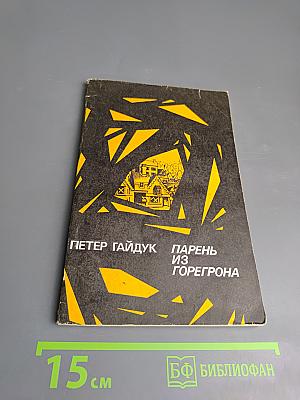 ПЕТЕР ГАЙДУК
ПАРЕНЬ
ИЗ
ГОРЕГРОНА
15 см
БФ БИБЛИОФАН